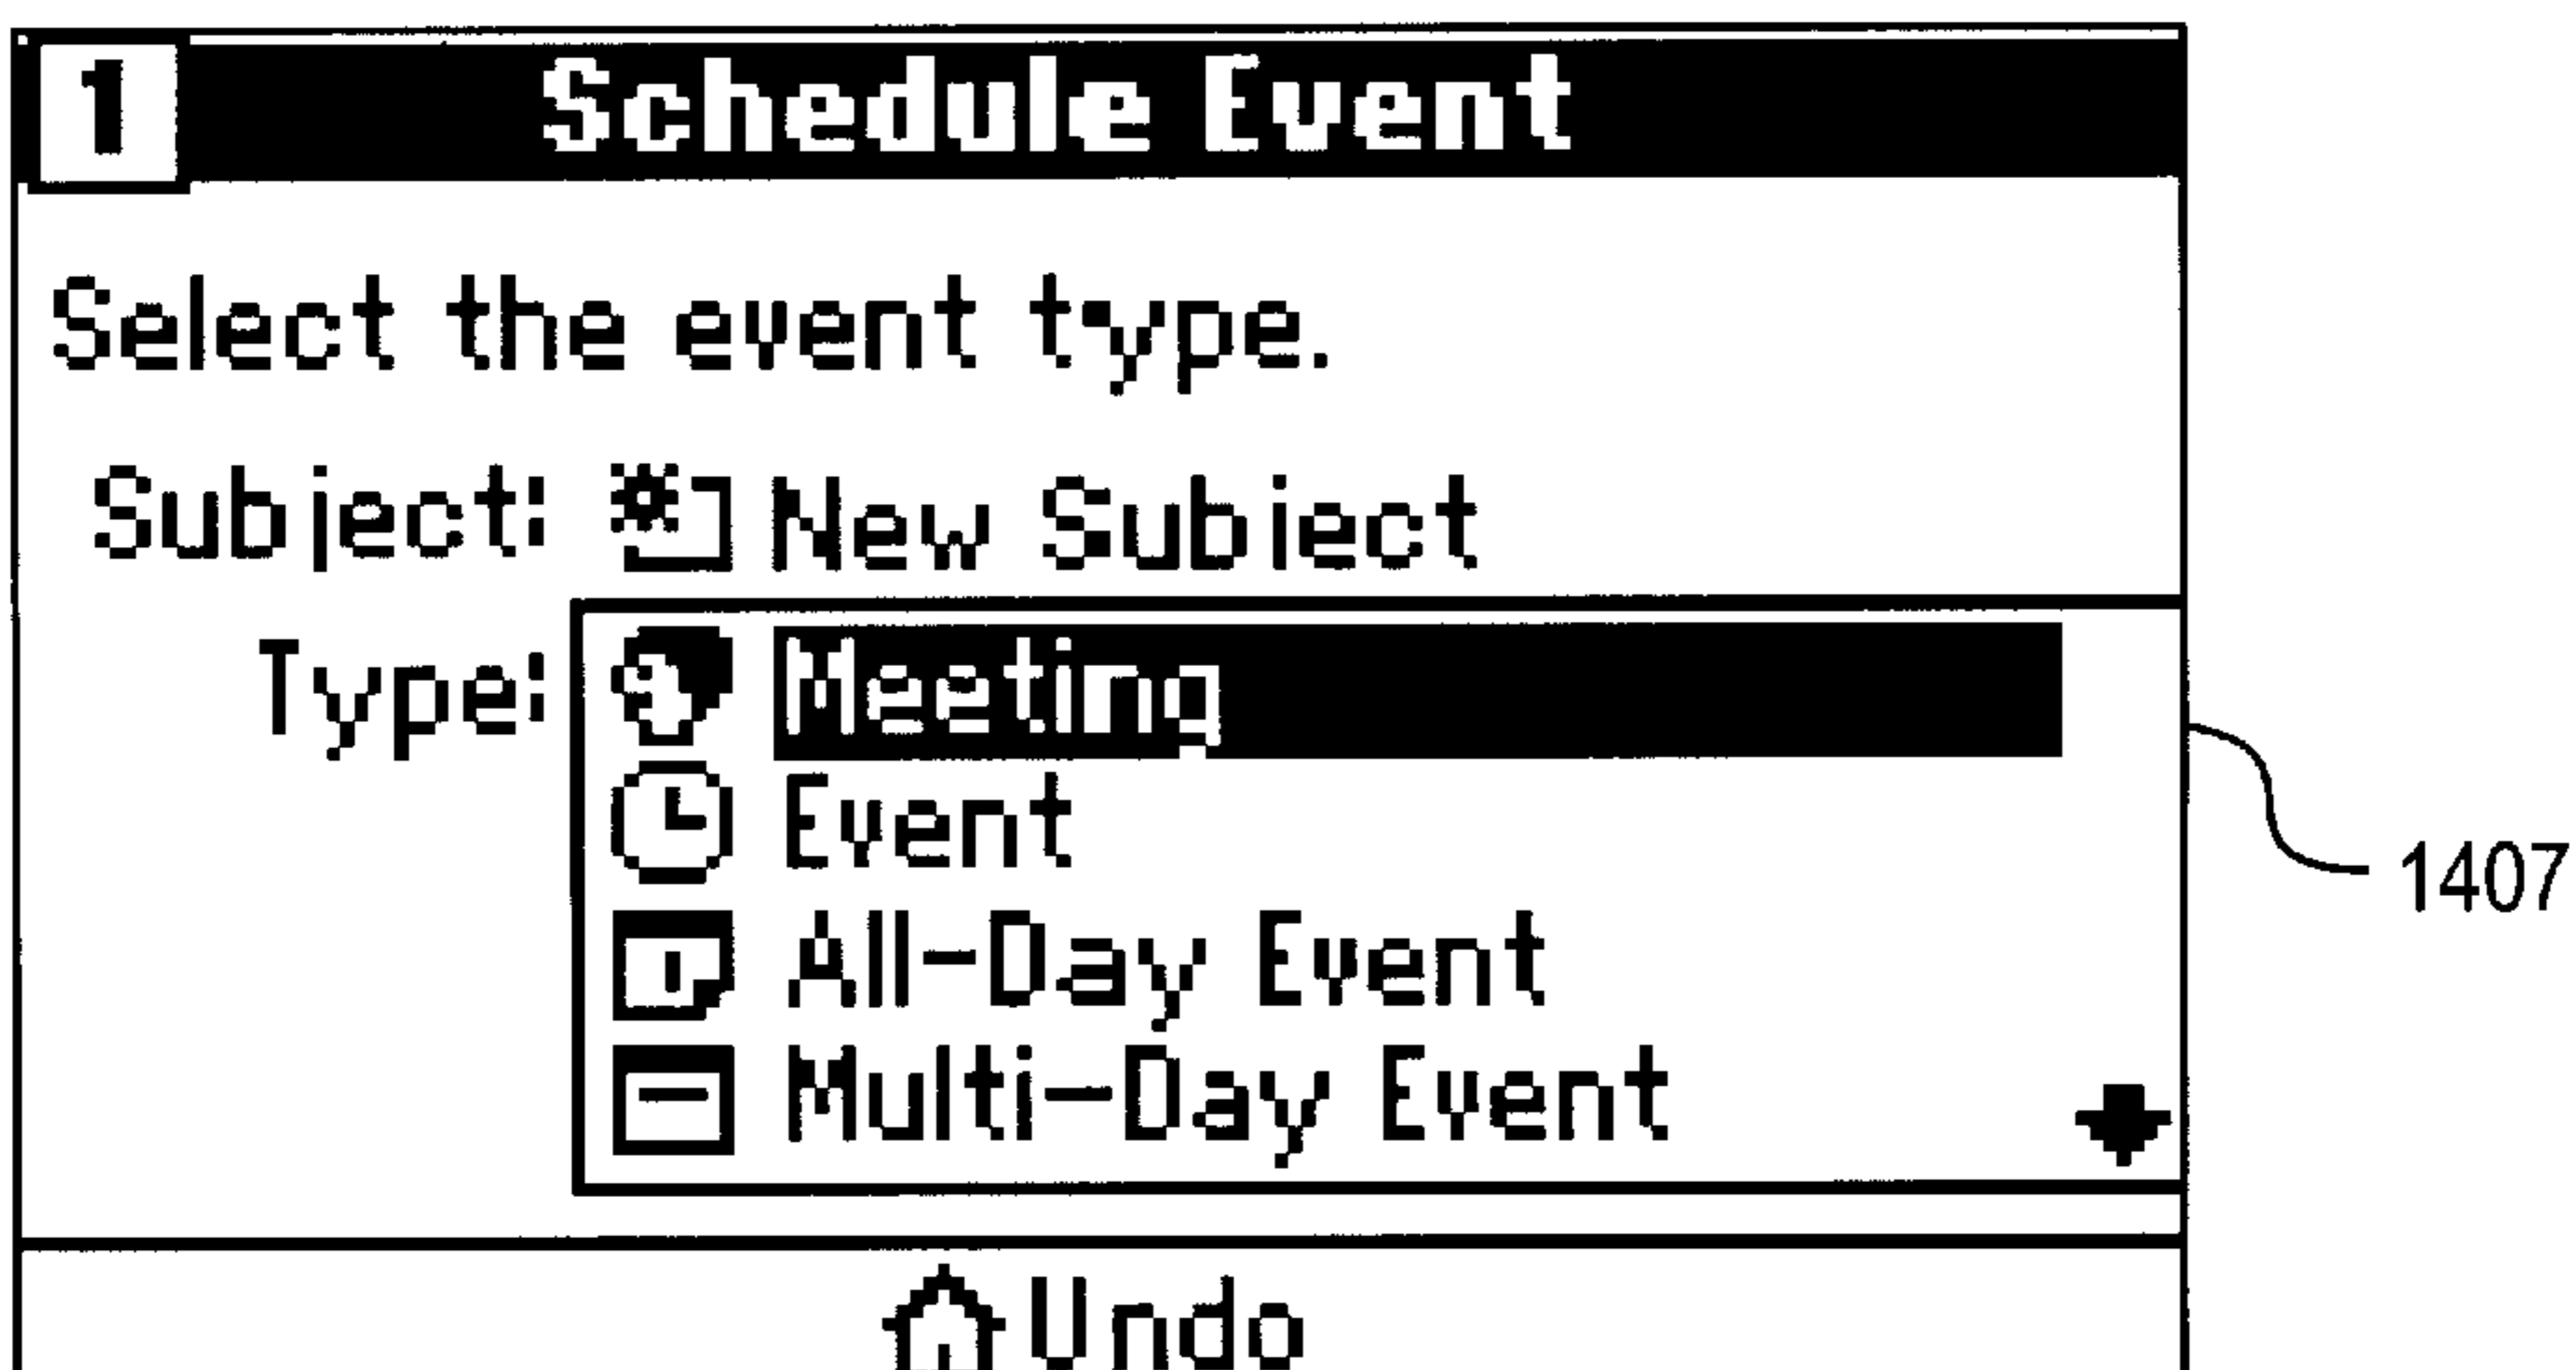 1 Schedule Event
Select the event type.
Subject: New Subject
Type: Meeting
Event
1407
All-Day Event
Multi-Day Event
Undo